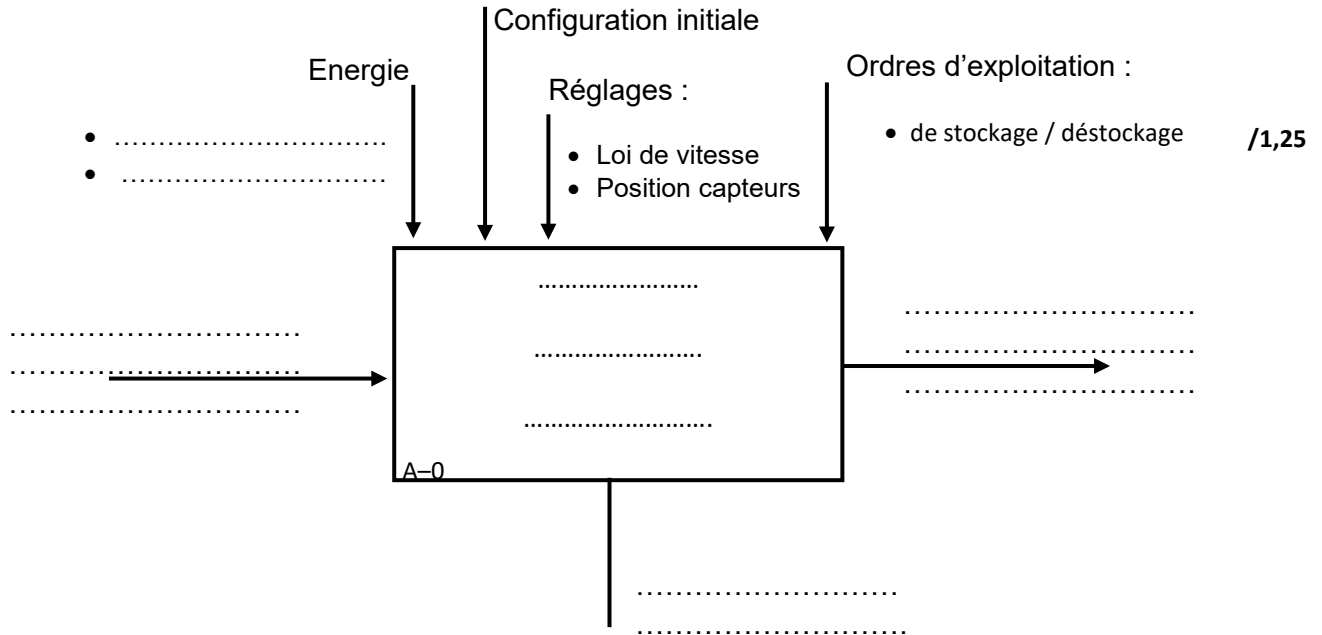 Configuration initiale
Energie
Ordres d’exploitation :
Réglages :
• ................................
• de stockage / déstockage
/1,25
• Loi de vitesse
• ................................
• Position capteurs
........................
................................
................................
................................
.........................
................................
................................
................................
............................
A–0
............................
............................